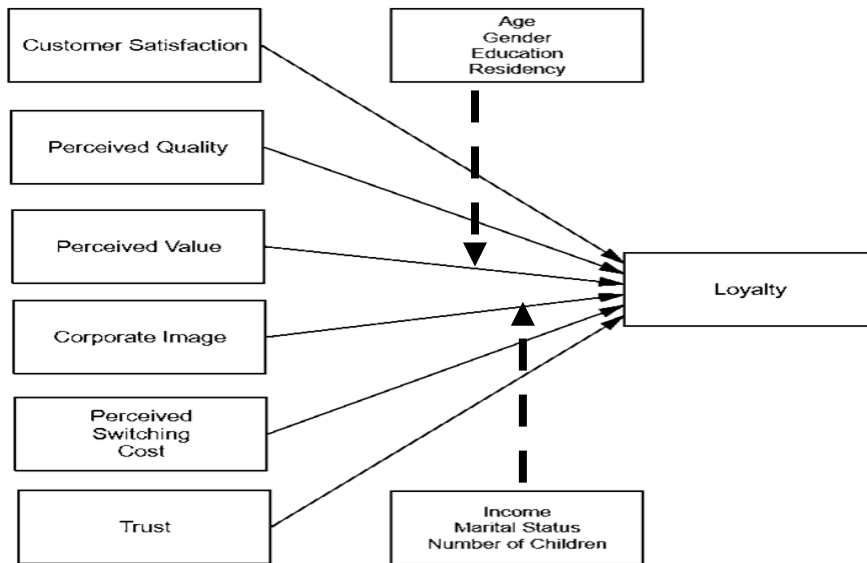 Customer Satisfaction
Age
Gender
Education
Residency
Perceived Quality
Perceived Value
Loyalty
Corporate Image
Perceived
Switching
Cost
Trust
Income
Marital Status
Number of Children